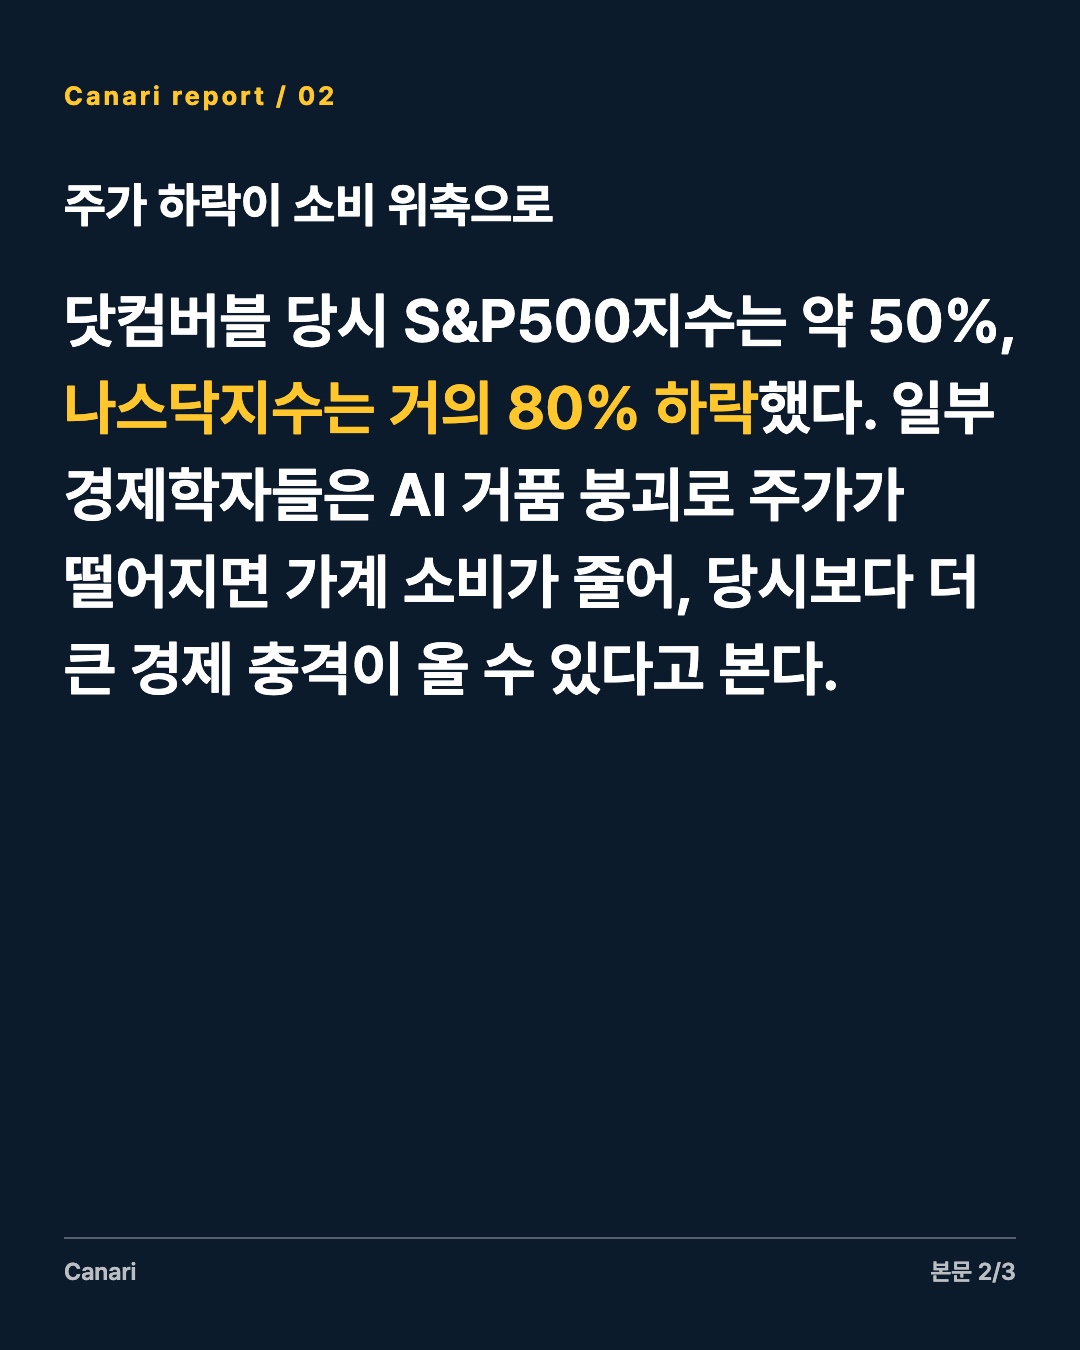 Canari report / 02
주가 하락이 소비 위축으로
닷컴버블 당시 S&P500지수는 약 50%,
나스닥지수는 거의 80% 하락했다. 일부
경제학자들은 AI 거품 붕괴로 주가가
떨어지면 가계 소비가 줄어, 당시보다 더
큰 경제 충격이 올 수 있다고 본다.
Canari
본문 2/3